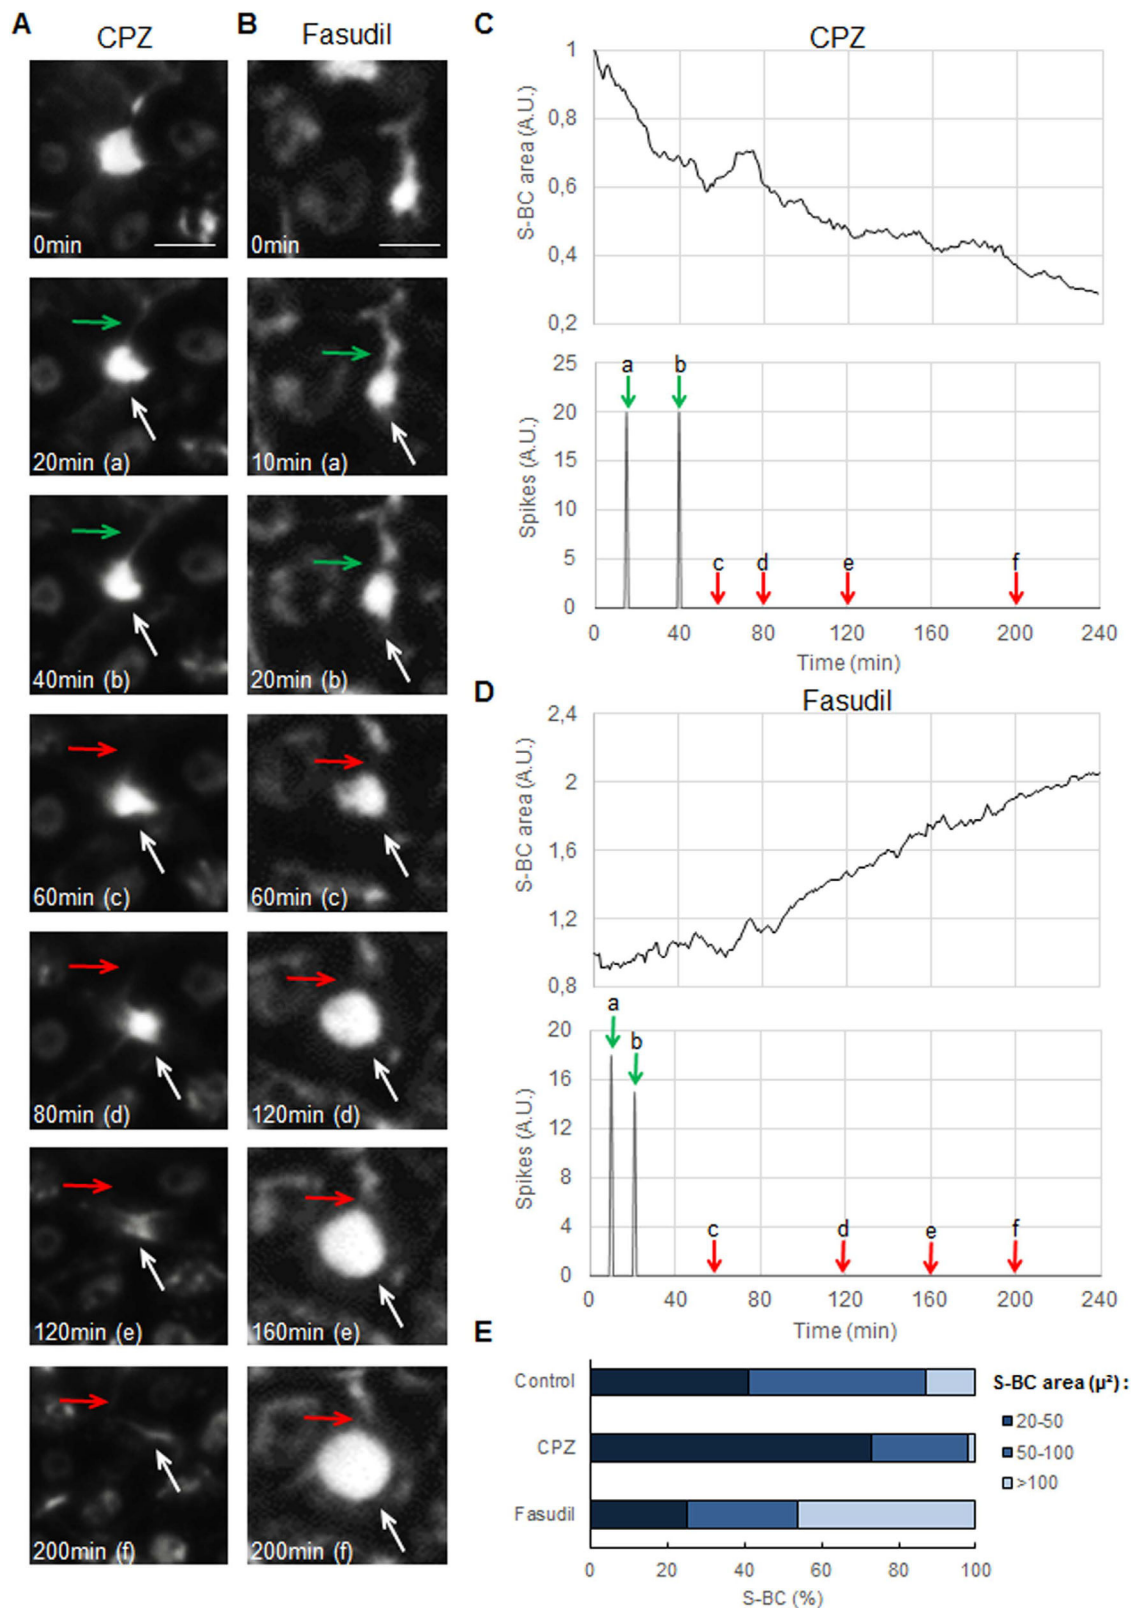 A
CPZ
0min
20min (a)
40min (b)
60min (c)
80min (d)
120min (e)
200min (f)
B
Fasudil
0min
10min (a)
20min (b)
60min (c)
120min (d)
160min (e)
200min (f)
C
CPZ
S-BC area (A.U.)
1
0,8
0,6
0,4
0,2
Spikes (A.U.)
25
20
15
10
5
0
a
b
c
d
e
f
0 40 80 120 160 200 240
Time (min)
D
Fasudil
S-BC area (A.U.)
2,4
2
1,6
1,2
0,8
Spikes (A.U.)
20
16
12
8
4
0
a
b
c
d
e
f
0 40 80 120 160 200 240
Time (min)
E
Control
CPZ
Fasudil
0 20 40 60 80 100
S-BC (%)
S-BC area (µ²) :
20-50
50-100
>100